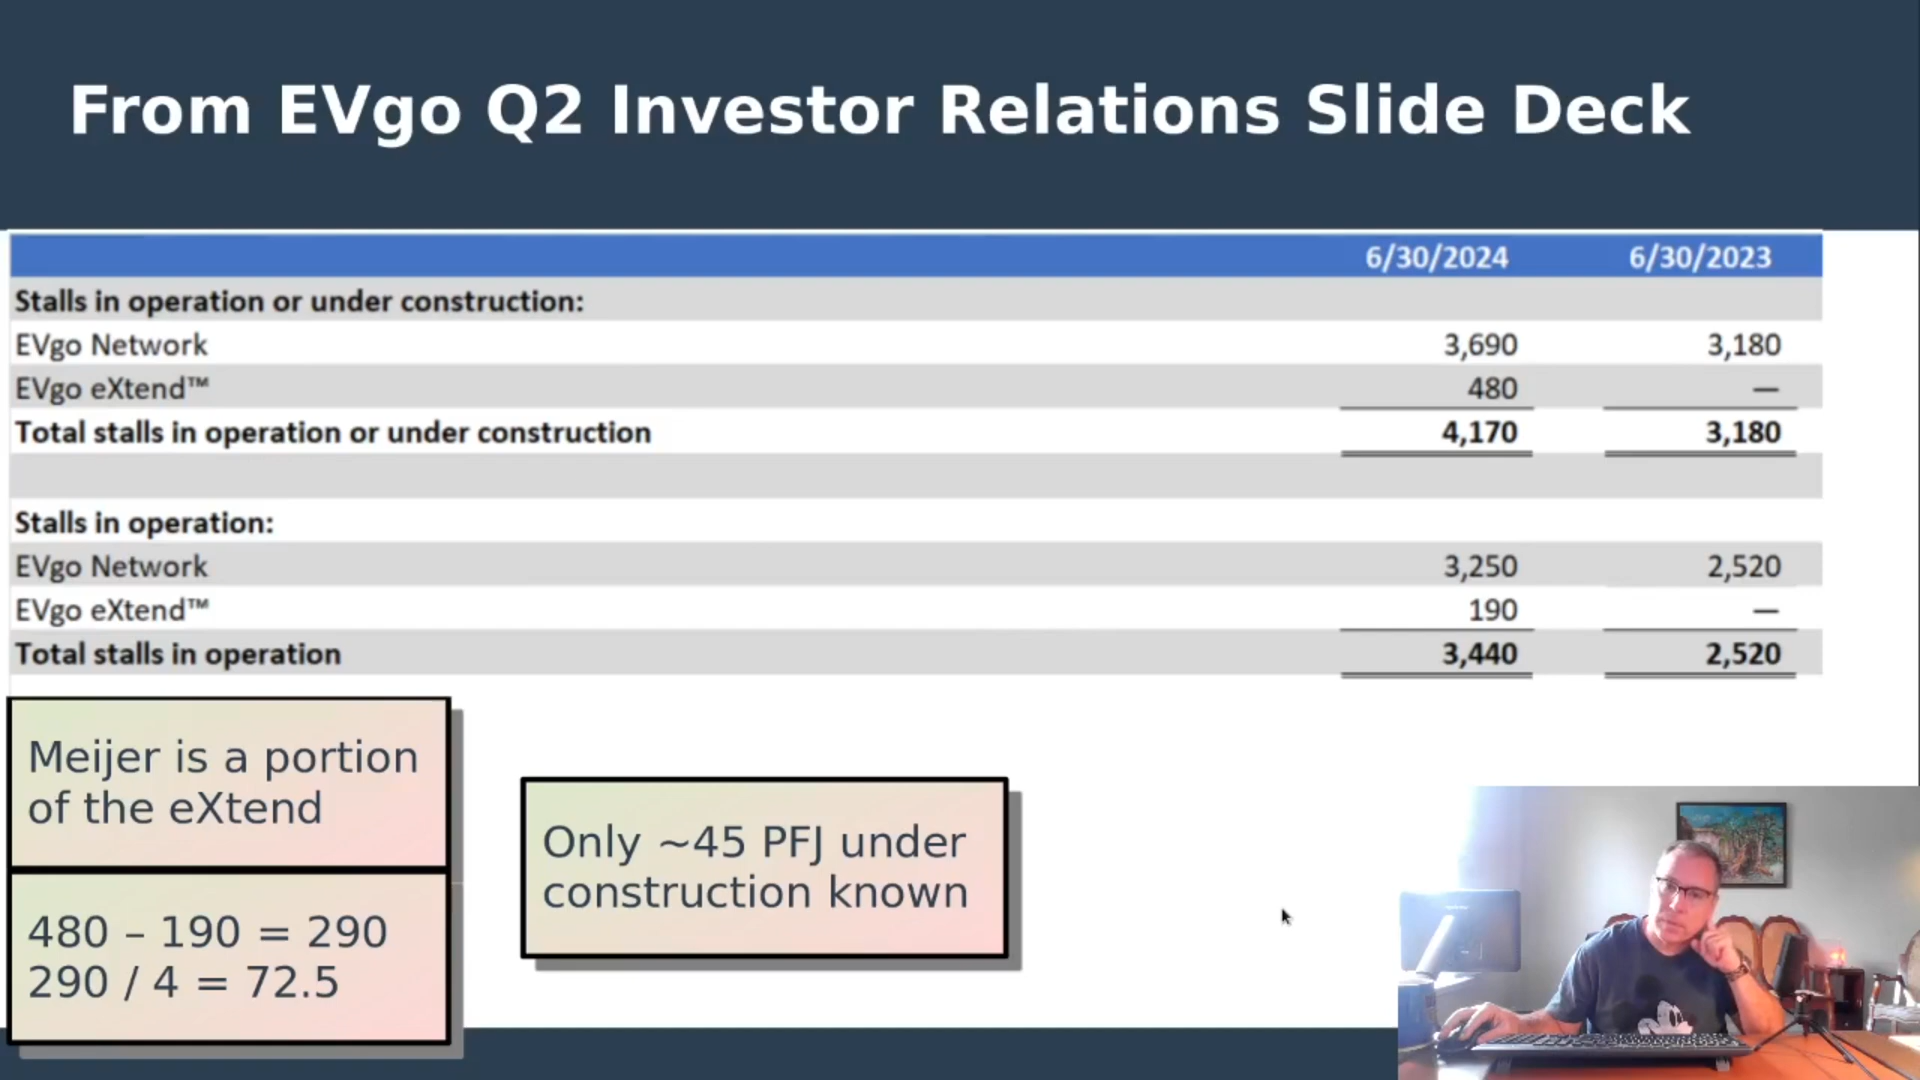 From EVgo Q2 Investor Relations Slide Deck
6/30/2024 6/30/2023
Stalls in operation or under construction:
EVgo Network 3,690 3,180
EVgo eXtend™ 480 —
Total stalls in operation or under construction 4,170 3,180
Stalls in operation:
EVgo Network 3,250 2,520
EVgo eXtend™ 190 —
Total stalls in operation 3,440 2,520
Meijer is a portion
of the eXtend
480 – 190 = 290
290 / 4 = 72.5
Only ~45 PFJ under
construction known